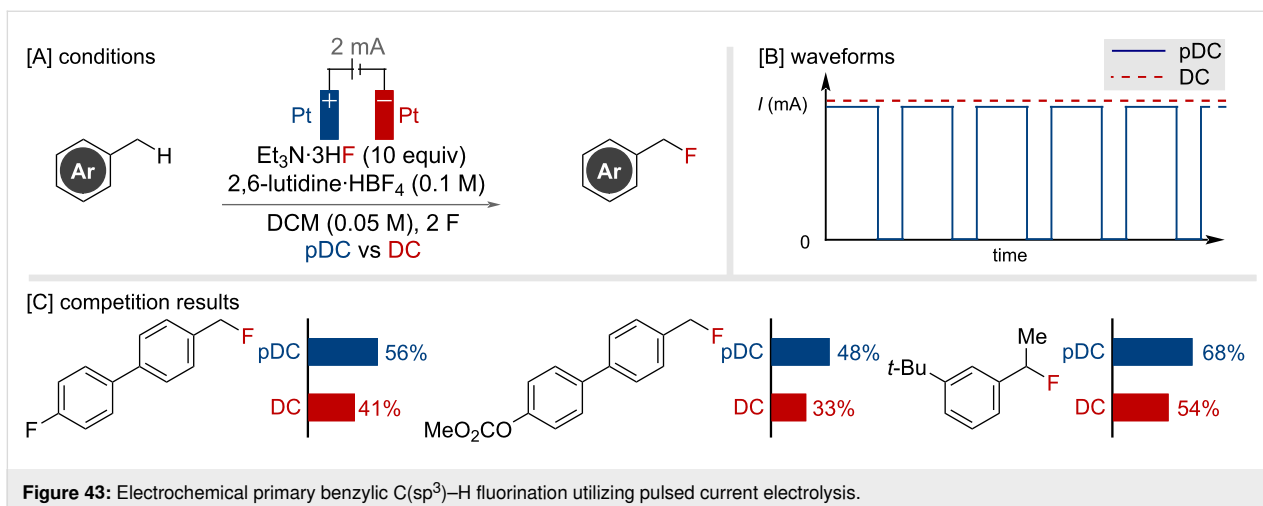 [A] conditions
2 mA
+
−
Pt
Pt
Ar
H
Et₃N·3HF (10 equiv)
2,6-lutidine·HBF₄ (0.1 M)
DCM (0.05 M), 2 F
pDC vs DC
Ar
F
[B] waveforms
pDC
DC
I (mA)
0
time
[C] competition results
F
F
pDC 56%
DC 41%
F
MeO₂CO
pDC 48%
DC 33%
Me
t-Bu
F
pDC 68%
DC 54%
Figure 43: Electrochemical primary benzylic C(sp³)–H fluorination utilizing pulsed current electrolysis.